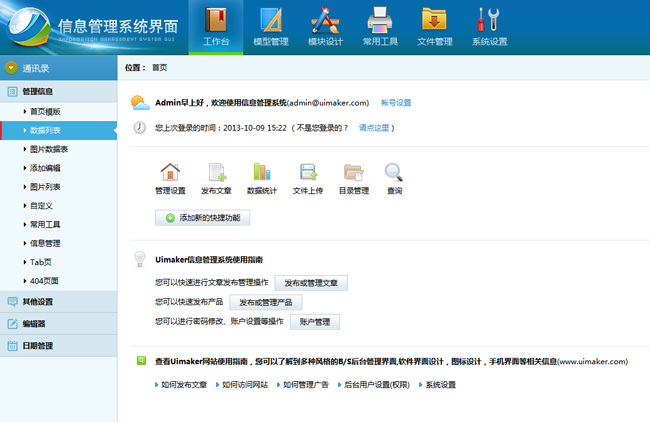 信息管理系统界面
INFORMATION MANAGEMENT SYSTEM GUI
工作台 模型管理 模块设计 常用工具 文件管理 系统设置
通讯录
位置： 首页
管理信息
首页模版
数据列表
图片数据表
添加编辑
图片列表
自定义
常用工具
信息管理
Tab页
404页面
其他设置
编辑器
日期管理
Admin早上好，欢迎使用信息管理系统(admin@uimaker.com) 帐号设置
您上次登录的时间：2013-10-09 15:22 （不是您登录的？ 请点这里）
管理设置 发布文章 数据统计 文件上传 目录管理 查询
添加新的快捷功能
Uimaker信息管理系统使用指南
您可以快速进行文章发布管理操作 发布或管理文章
您可以快速发布产品 发布或管理产品
您可以进行密码修改、账户设置等操作 账户管理
查看Uimaker网站使用指南，您可以了解到多种风格的B/S后台管理界面,软件界面设计，图标设计，手机界面等相关信息(www.uimaker.com)
如何发布文章 如何访问网站 如何管理广告 后台用户设置(权限) 系统设置